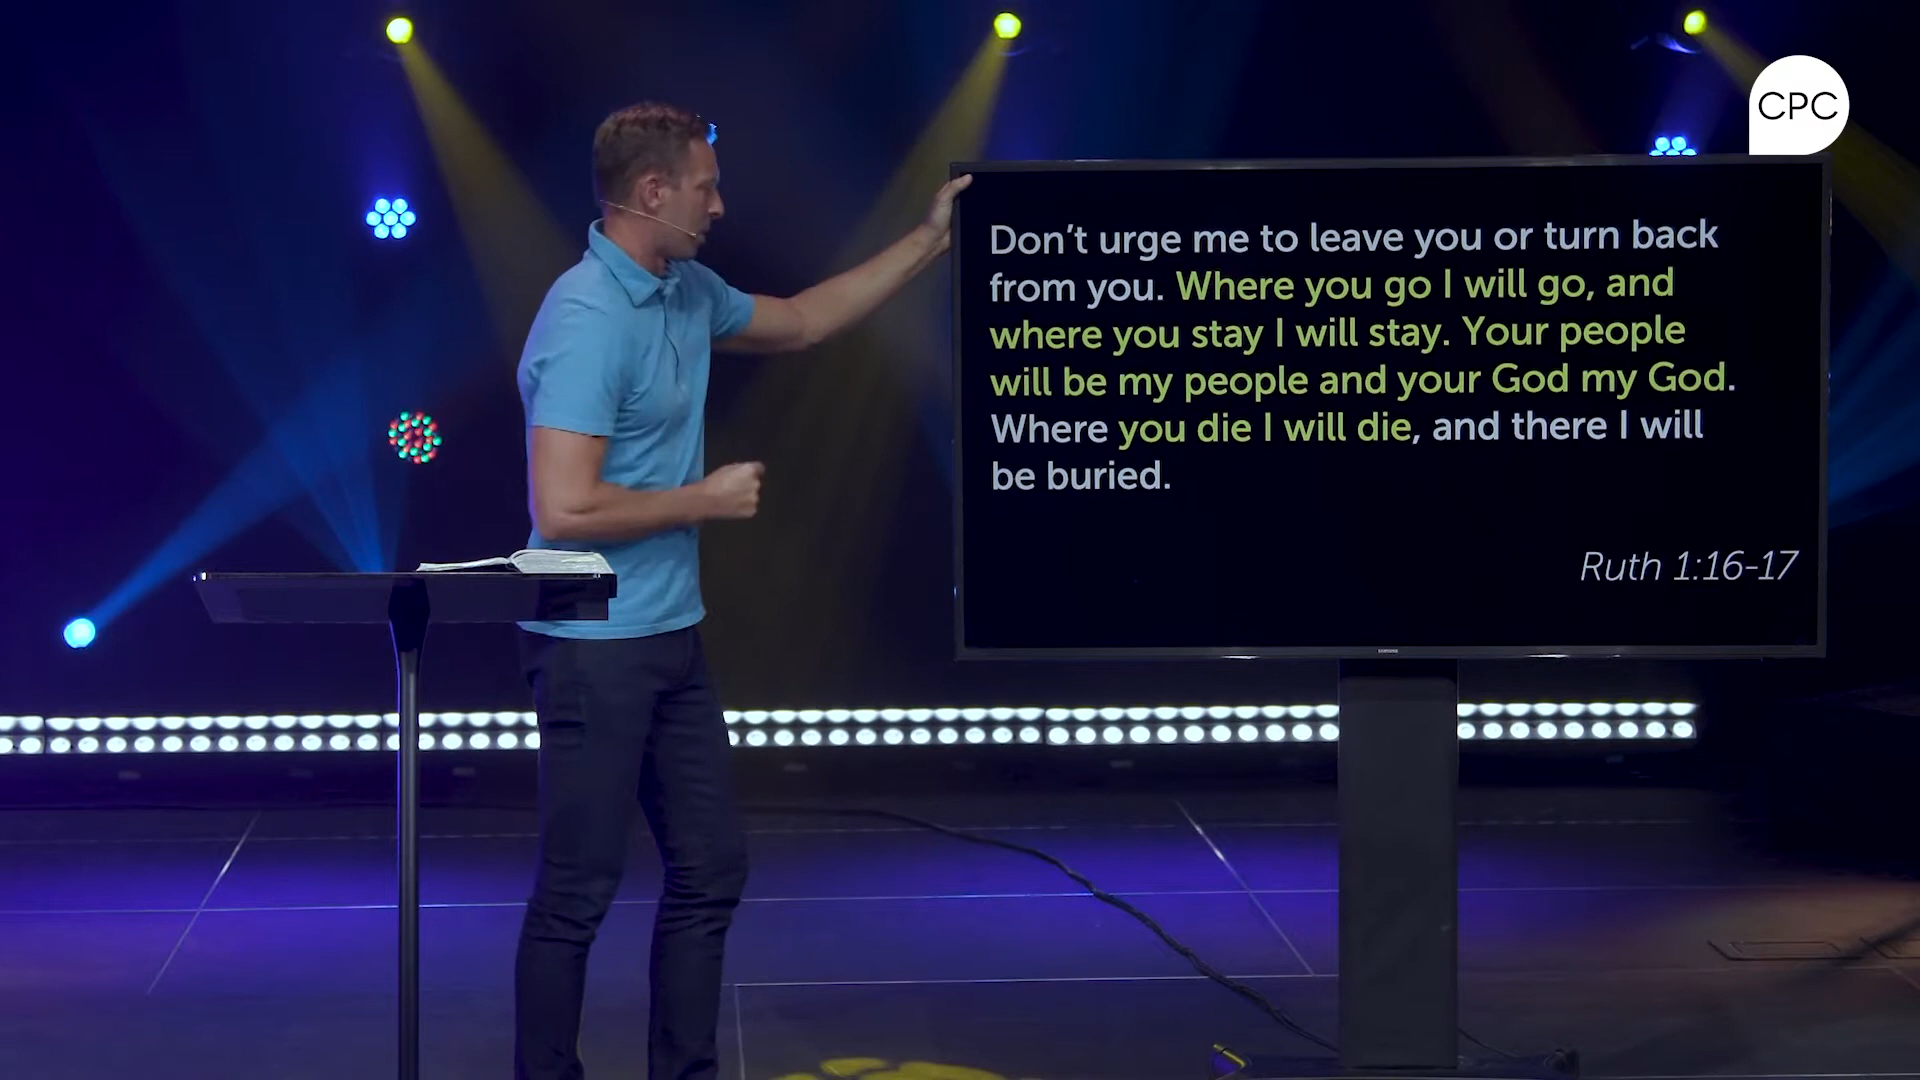 CPC
Don't urge me to leave you or turn back
from you. Where you go I will go, and
where you stay I will stay. Your people
will be my people and your God my God.
Where you die I will die, and there I will
be buried.
Ruth 1:16-17
SAMSUNG